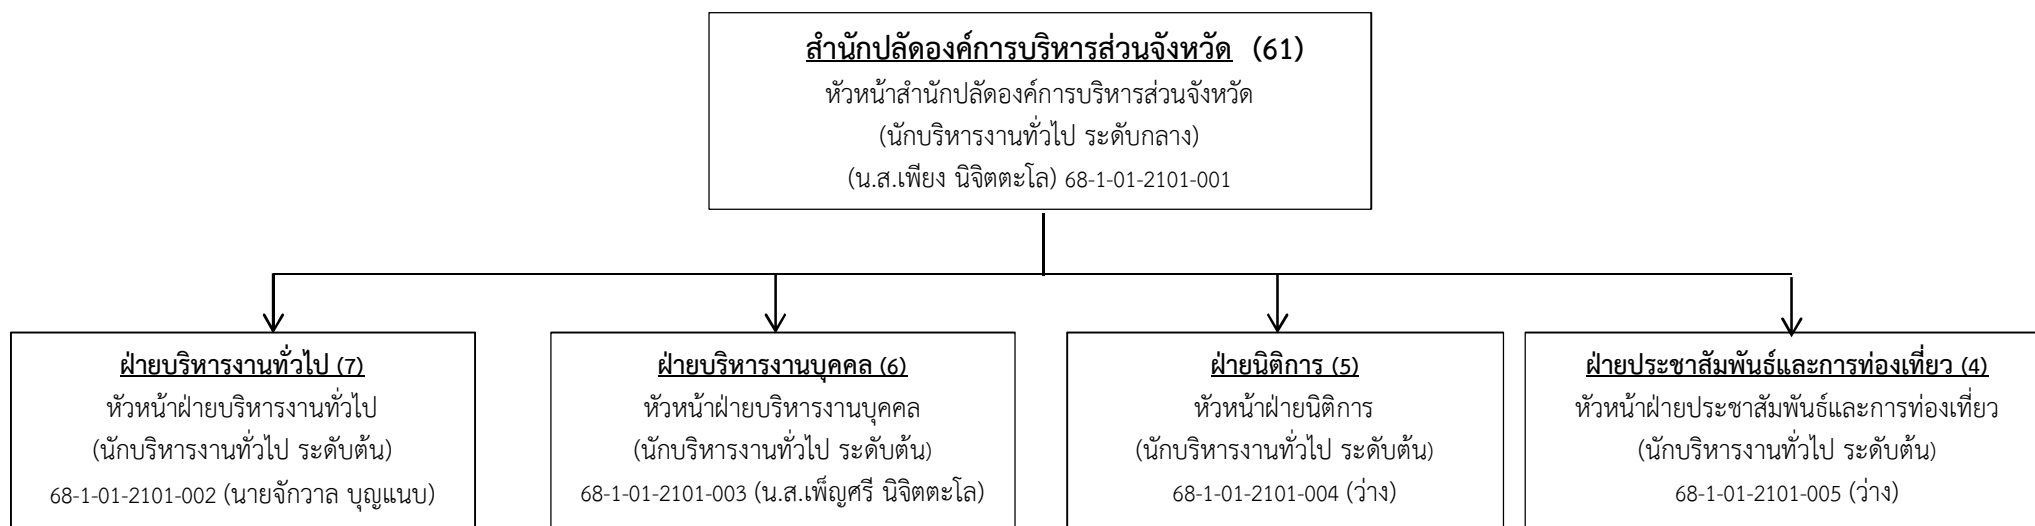 สำนักปลัดองค์การบริหารส่วนจังหวัด (61)
หัวหน้าสำนักปลัดองค์การบริหารส่วนจังหวัด
(นักบริหารงานทั่วไป ระดับกลาง)
(น.ส.เพียง นิจิตตะโล) 68-1-01-2101-001
ฝ่ายบริหารงานทั่วไป (7)
หัวหน้าฝ่ายบริหารงานทั่วไป
(นักบริหารงานทั่วไป ระดับต้น)
68-1-01-2101-002 (นายจักวาล บุญแนบ)
ฝ่ายบริหารงานบุคคล (6)
หัวหน้าฝ่ายบริหารงานบุคคล
(นักบริหารงานทั่วไป ระดับต้น)
68-1-01-2101-003 (น.ส.เพ็ญศรี นิจิตตะโล)
ฝ่ายนิติการ (5)
หัวหน้าฝ่ายนิติการ
(นักบริหารงานทั่วไป ระดับต้น)
68-1-01-2101-004 (ว่าง)
ฝ่ายประชาสัมพันธ์และการท่องเที่ยว (4)
หัวหน้าฝ่ายประชาสัมพันธ์และการท่องเที่ยว
(นักบริหารงานทั่วไป ระดับต้น)
68-1-01-2101-005 (ว่าง)